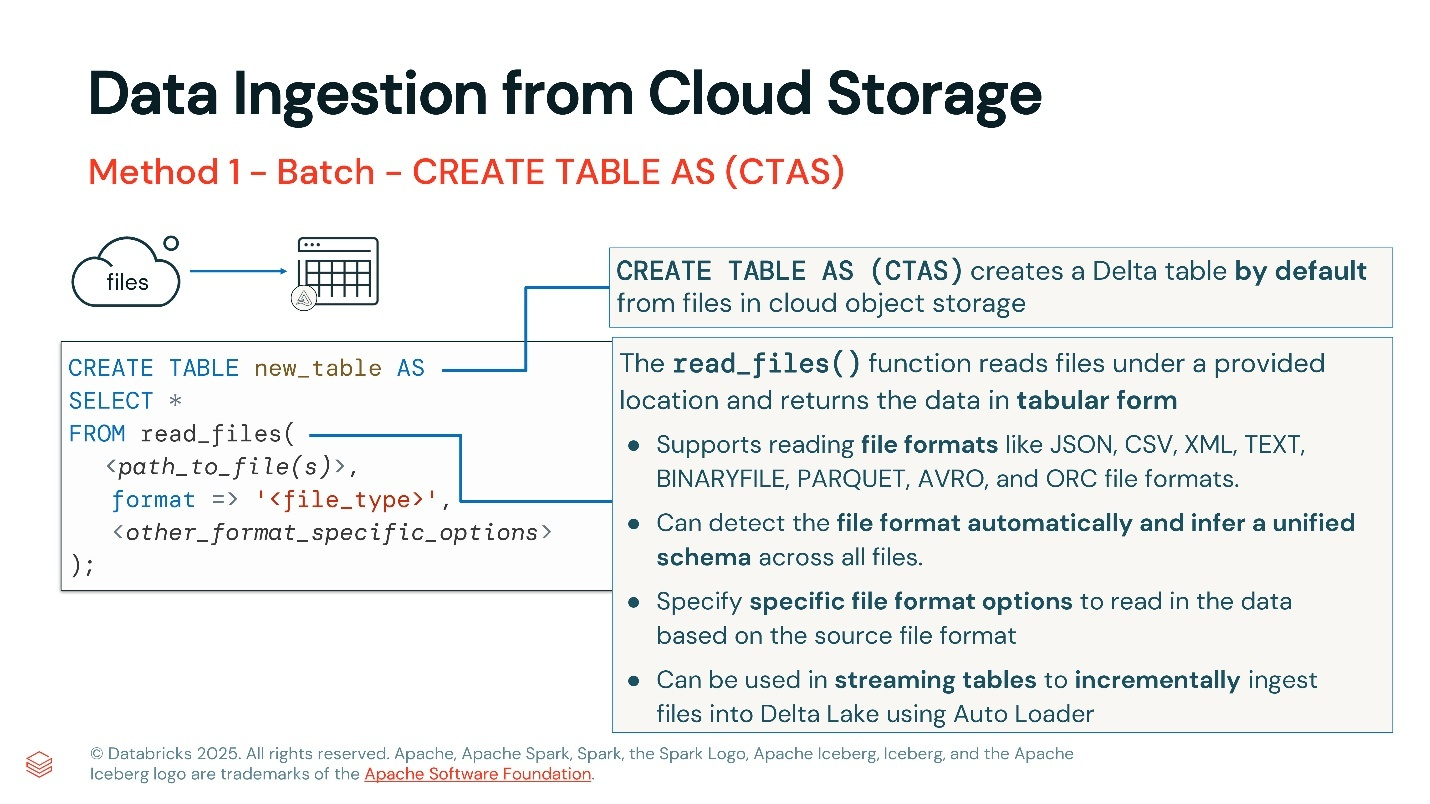 Data Ingestion from Cloud Storage
Method 1 – Batch – CREATE TABLE AS (CTAS)
files
CREATE TABLE new_table AS
SELECT *
FROM read_files(
<path_to_file(s)>,
format => '<file_type>',
<other_format_specific_options>
);
CREATE TABLE AS (CTAS) creates a Delta table by default
from files in cloud object storage
The read_files() function reads files under a provided
location and returns the data in tabular form
● Supports reading file formats like JSON, CSV, XML, TEXT,
BINARYFILE, PARQUET, AVRO, and ORC file formats.
● Can detect the file format automatically and infer a unified
schema across all files.
● Specify specific file format options to read in the data
based on the source file format
● Can be used in streaming tables to incrementally ingest
files into Delta Lake using Auto Loader
© Databricks 2025. All rights reserved. Apache, Apache Spark, Spark, the Spark Logo, Apache Iceberg, Iceberg, and the Apache
Iceberg logo are trademarks of the Apache Software Foundation.